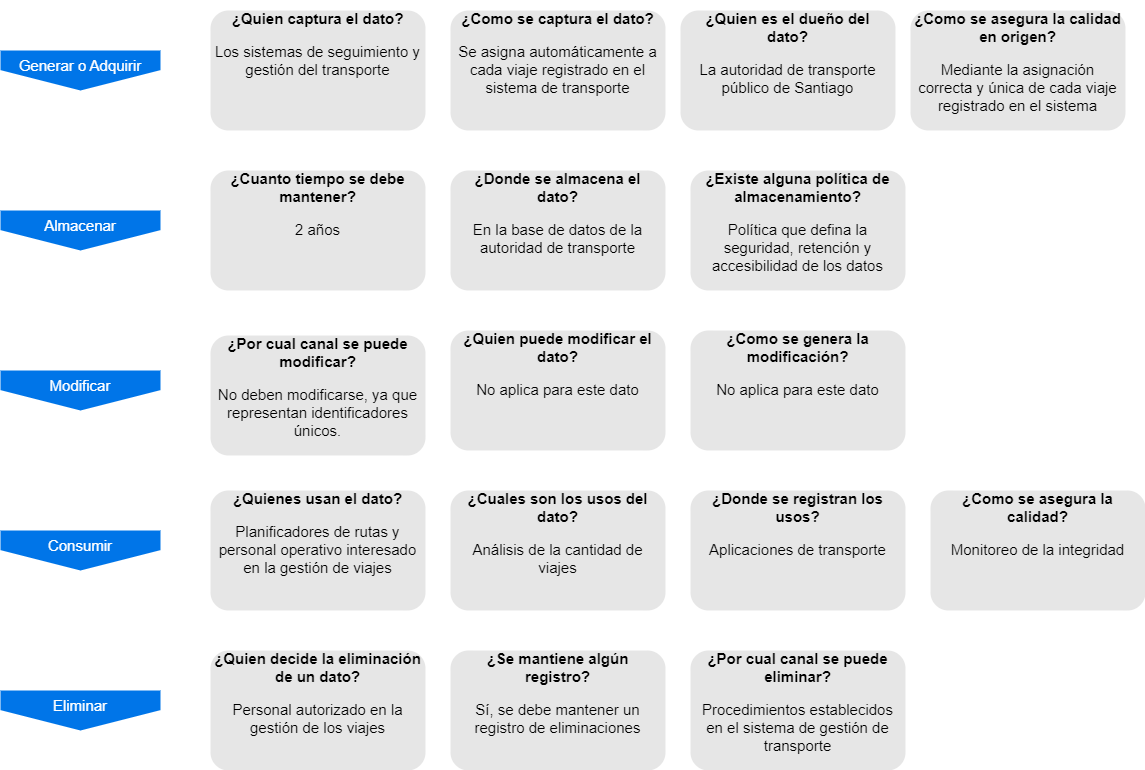 Generar o Adquirir
¿Quien captura el dato?
Los sistemas de seguimiento y
gestión del transporte
¿Como se captura el dato?
Se asigna automáticamente a
cada viaje registrado en el
sistema de transporte
¿Quien es el dueño del
dato?
La autoridad de transporte
público de Santiago
¿Como se asegura la calidad
en origen?
Mediante la asignación
correcta y única de cada viaje
registrado en el sistema
Almacenar
¿Cuanto tiempo se debe
mantener?
2 años
¿Donde se almacena el
dato?
En la base de datos de la
autoridad de transporte
¿Existe alguna política de
almacenamiento?
Política que defina la
seguridad, retención y
accesibilidad de los datos
Modificar
¿Por cual canal se puede
modificar?
No deben modificarse, ya que
representan identificadores
únicos.
¿Quien puede modificar el
dato?
No aplica para este dato
¿Como se genera la
modificación?
No aplica para este dato
Consumir
¿Quienes usan el dato?
Planificadores de rutas y
personal operativo interesado
en la gestión de viajes
¿Cuales son los usos del
dato?
Análisis de la cantidad de
viajes
¿Donde se registran los
usos?
Aplicaciones de transporte
¿Como se asegura la
calidad?
Monitoreo de la integridad
Eliminar
¿Quien decide la eliminación
de un dato?
Personal autorizado en la
gestión de los viajes
¿Se mantiene algún
registro?
Sí, se debe mantener un
registro de eliminaciones
¿Por cual canal se puede
eliminar?
Procedimientos establecidos
en el sistema de gestión de
transporte